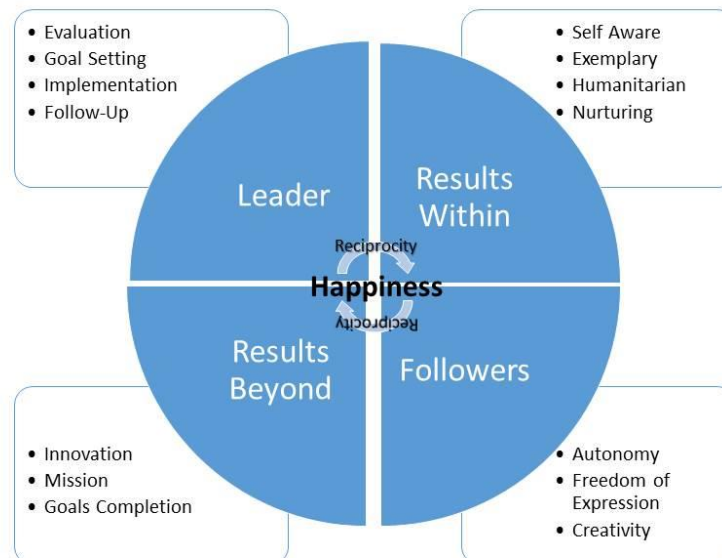 • Evaluation
• Goal Setting
• Implementation
• Follow-Up
• Self Aware
• Exemplary
• Humanitarian
• Nurturing
Leader
Results
Within
Reciprocity
Happiness
Reciprocity
Results
Beyond
Followers
• Innovation
• Mission
• Goals Completion
• Autonomy
• Freedom of
Expression
• Creativity